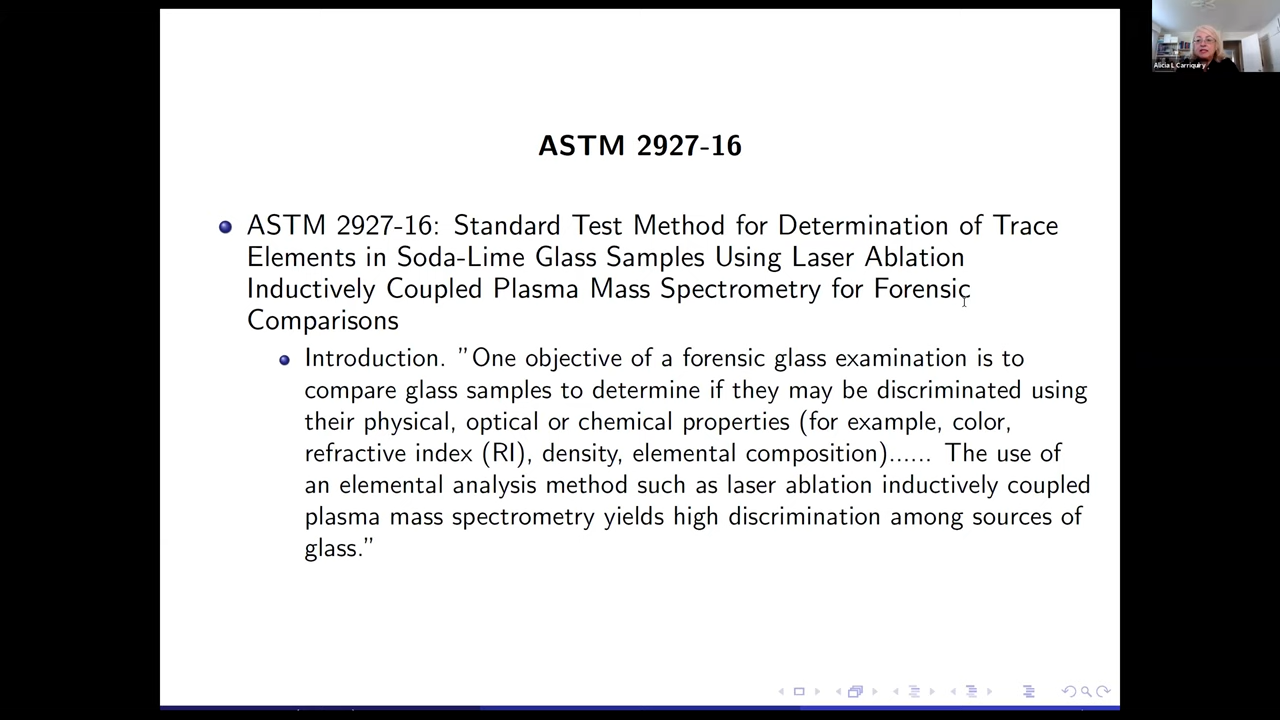 ASTM 2927-16
ASTM 2927-16: Standard Test Method for Determination of Trace
Elements in Soda-Lime Glass Samples Using Laser Ablation
Inductively Coupled Plasma Mass Spectrometry for Forensic
Comparisons
Introduction. ”One objective of a forensic glass examination is to
compare glass samples to determine if they may be discriminated using
their physical, optical or chemical properties (for example, color,
refractive index (RI), density, elemental composition)...... The use of
an elemental analysis method such as laser ablation inductively coupled
plasma mass spectrometry yields high discrimination among sources of
glass.”
Alicia L Carriquiry